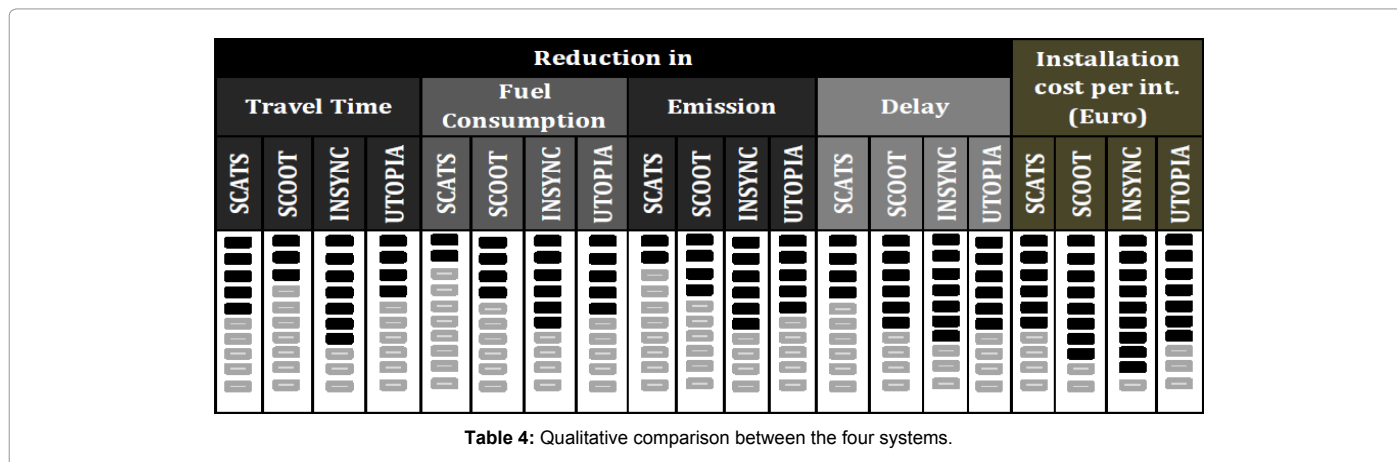 Reduction in
Installation
cost per int.
(Euro)
Travel Time
Fuel
Consumption
Emission
Delay
SCATS
SCOOT
INSYNC
UTOPIA
SCATS
SCOOT
INSYNC
UTOPIA
SCATS
SCOOT
INSYNC
UTOPIA
SCATS
SCOOT
INSYNC
UTOPIA
SCATS
SCOOT
INSYNC
UTOPIA
Table 4: Qualitative comparison between the four systems.